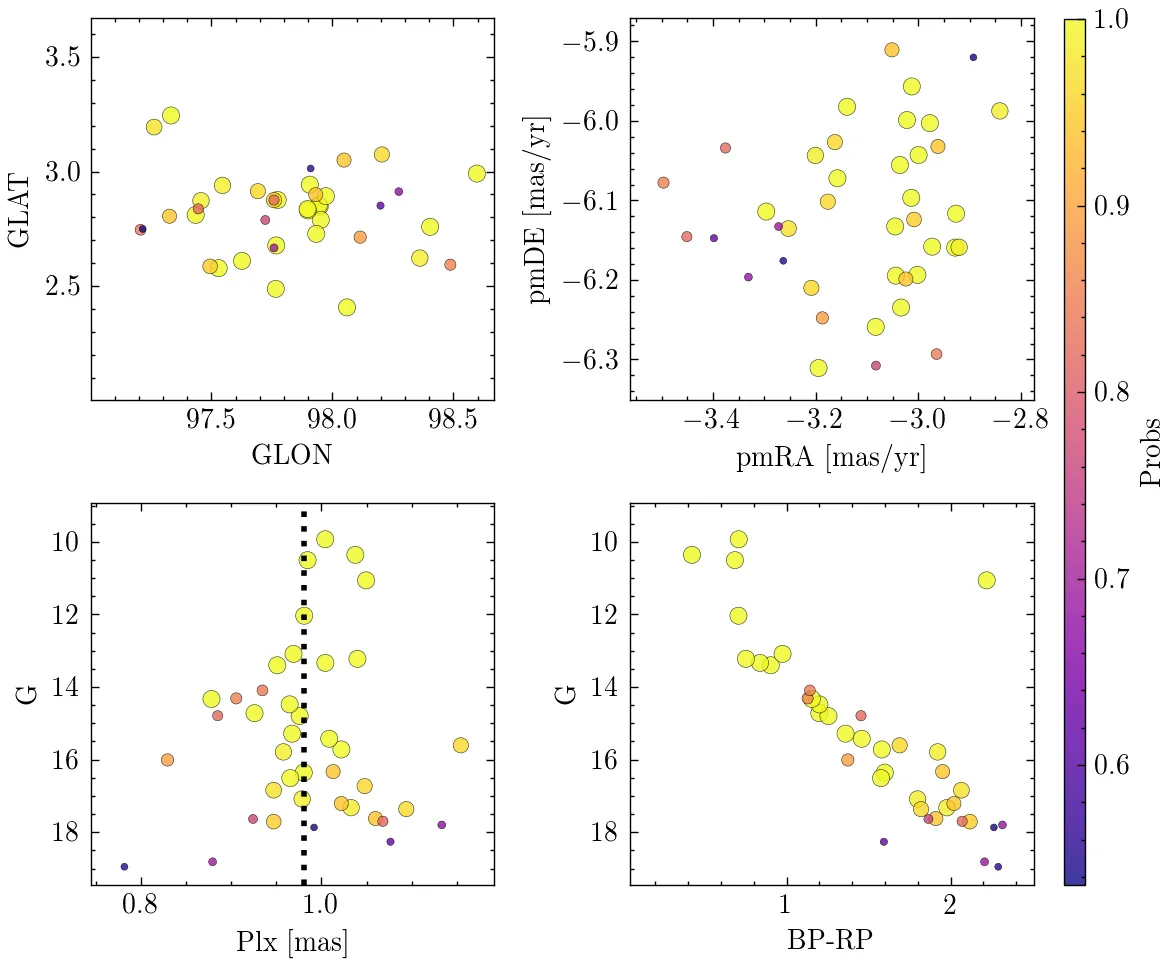 3.5
3.0
2.5
GLAT
97.5 98.0 98.5
GLON
−5.9
−6.0
−6.1
−6.2
−6.3
pmDE [mas/yr]
−3.4 −3.2 −3.0 −2.8
pmRA [mas/yr]
10
12
14
16
18
G
0.8 1.0
Plx [mas]
10
12
14
16
18
G
1 2
BP-RP
1.0
0.9
0.8
0.7
0.6
Probs